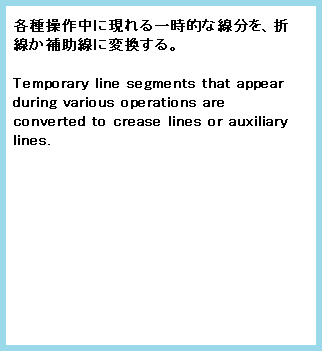 各種操作中に現れる一時的な線分を、折
線か補助線に変換する。
Temporary line segments that appear
during various operations are
converted to crease lines or auxiliary
lines.